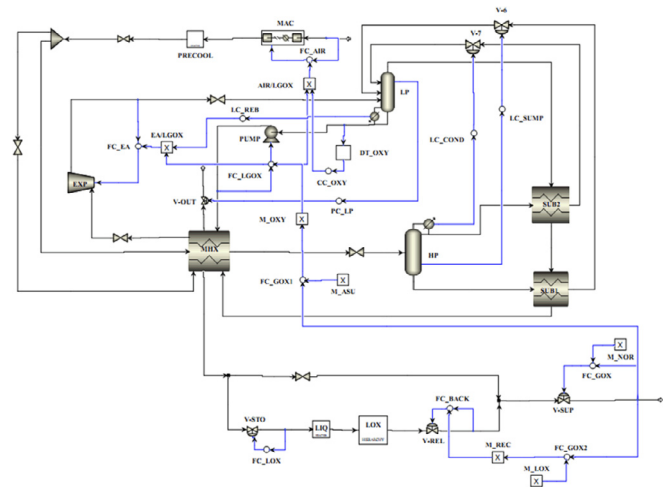 V-6
MAC
V-7
PRECOOL
FC_AIR
AIR/LGOX
LP
LC_REB
LC_SUMP
EA/LGOX
PUMP
LC_COND
FC_EA
DT_OXY
EXP
FC_LGOX
CC_OXY
V-OUT
PC_LP
SUB2
M_OXY
MHX
HP
FC_GOX1
M_ASU
SUB1
M_NOR
FC_GOX
FC_BACK
V-STO
LIQ
LOX
V-SUP
V-REL
FC_LOX
M_REC
FC_GOX2
M_LOX
X
X
X
X
X
X
X